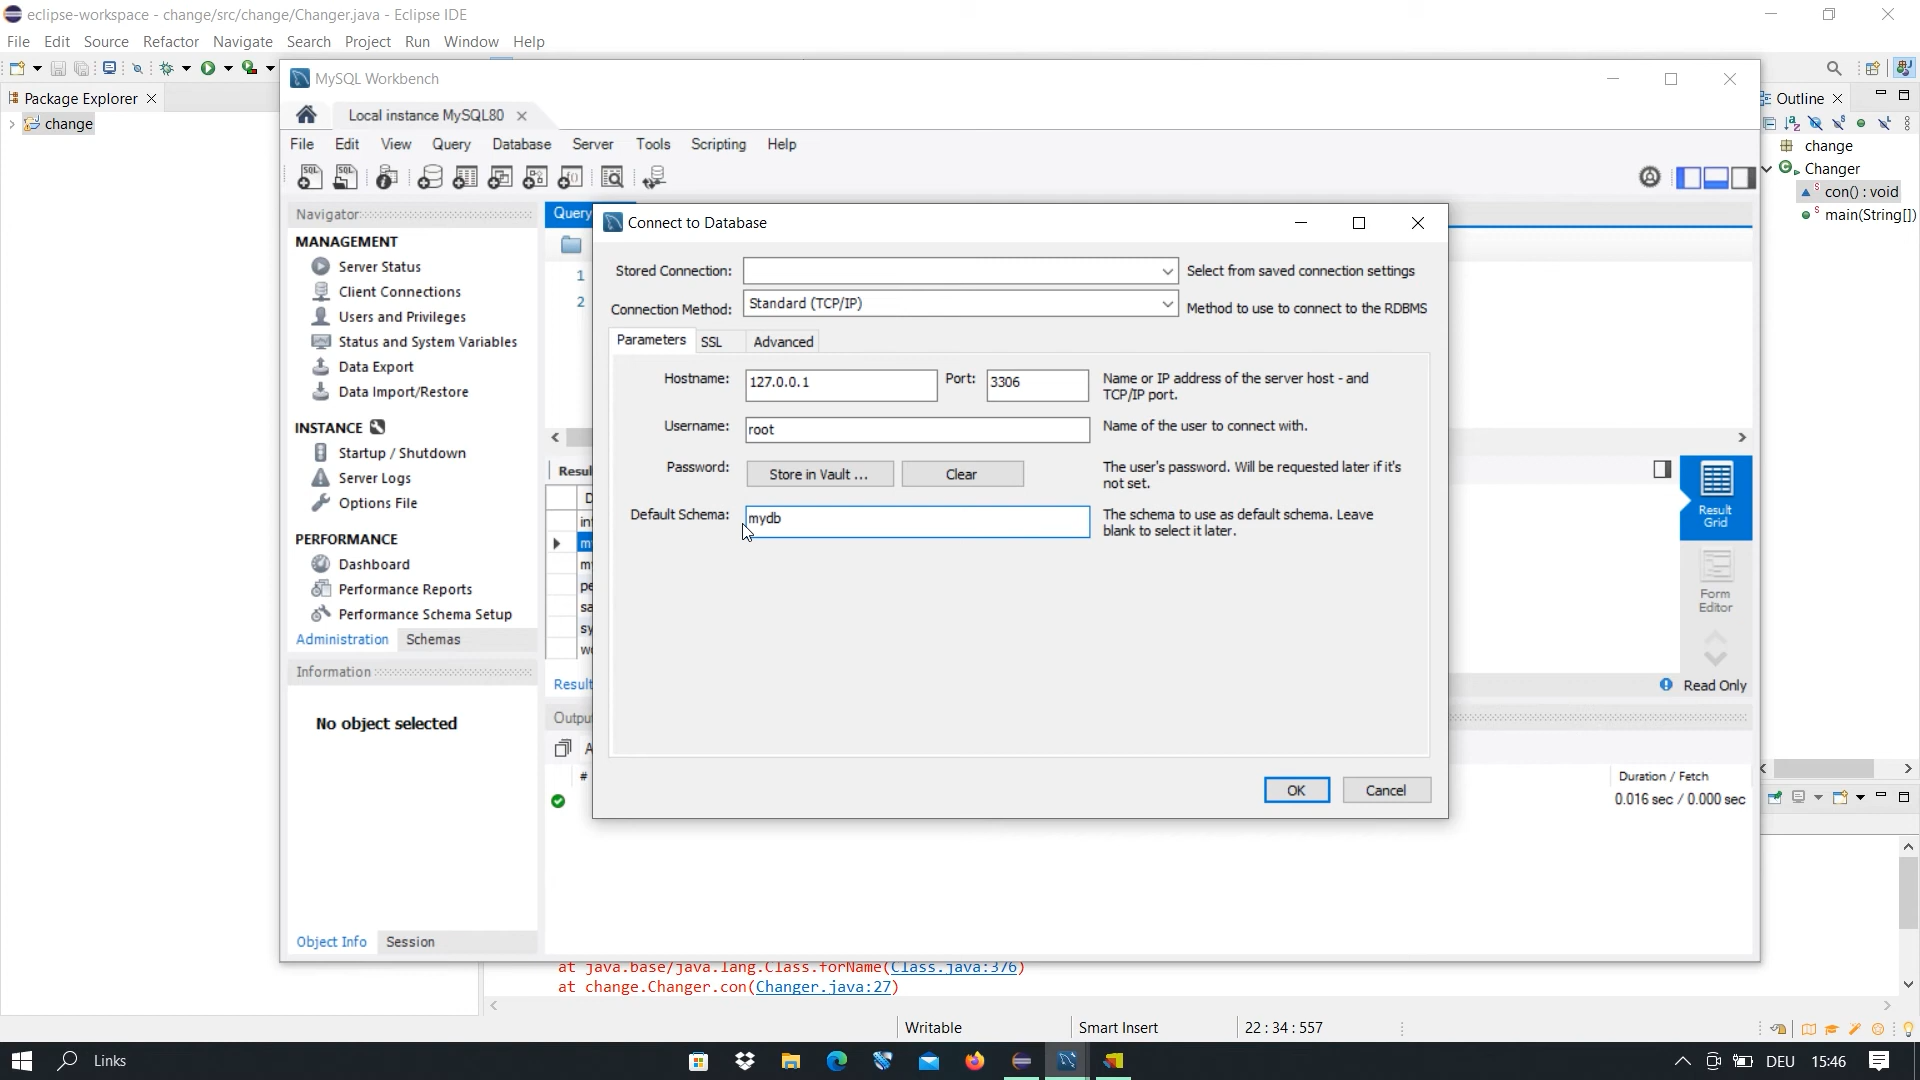 eclipse-workspace - change/src/change/Changer.java - Eclipse IDE
File Edit Source Refactor Navigate Search Project Run Window Help
Package Explorer
change
MySQL Workbench
Local instance MySQL80
File Edit View Query Database Server Tools Scripting Help
Navigator
MANAGEMENT
Server Status
Client Connections
Users and Privileges
Status and System Variables
Data Export
Data Import/Restore
INSTANCE
Startup / Shutdown
Server Logs
Options File
PERFORMANCE
Dashboard
Performance Reports
Performance Schema Setup
Administration Schemas
Information
No object selected
Object Info Session
Query
1
2
Connect to Database
Stored Connection: Select from saved connection settings
Connection Method: Standard (TCP/IP) Method to use to connect to the RDBMS
Parameters SSL Advanced
Hostname: 127.0.0.1 Port: 3306 Name or IP address of the server host - and
TCP/IP port.
Username: root Name of the user to connect with.
Password: Store in Vault ... Clear The user's password. Will be requested later if it's
not set.
Default Schema: mydb The schema to use as default schema. Leave
blank to select it later.
OK Cancel
Result
Grid
Form
Editor
Read Only
#
Duration / Fetch
0.016 sec / 0.000 sec
Outline
change
Changer
con() : void
main(String[])
at java.base/java.lang.Class.forName(Class.java:376)
at change.Changer.con(Changer.java:27)
Writable Smart Insert 22 : 34 : 557
Links DEU 15:46